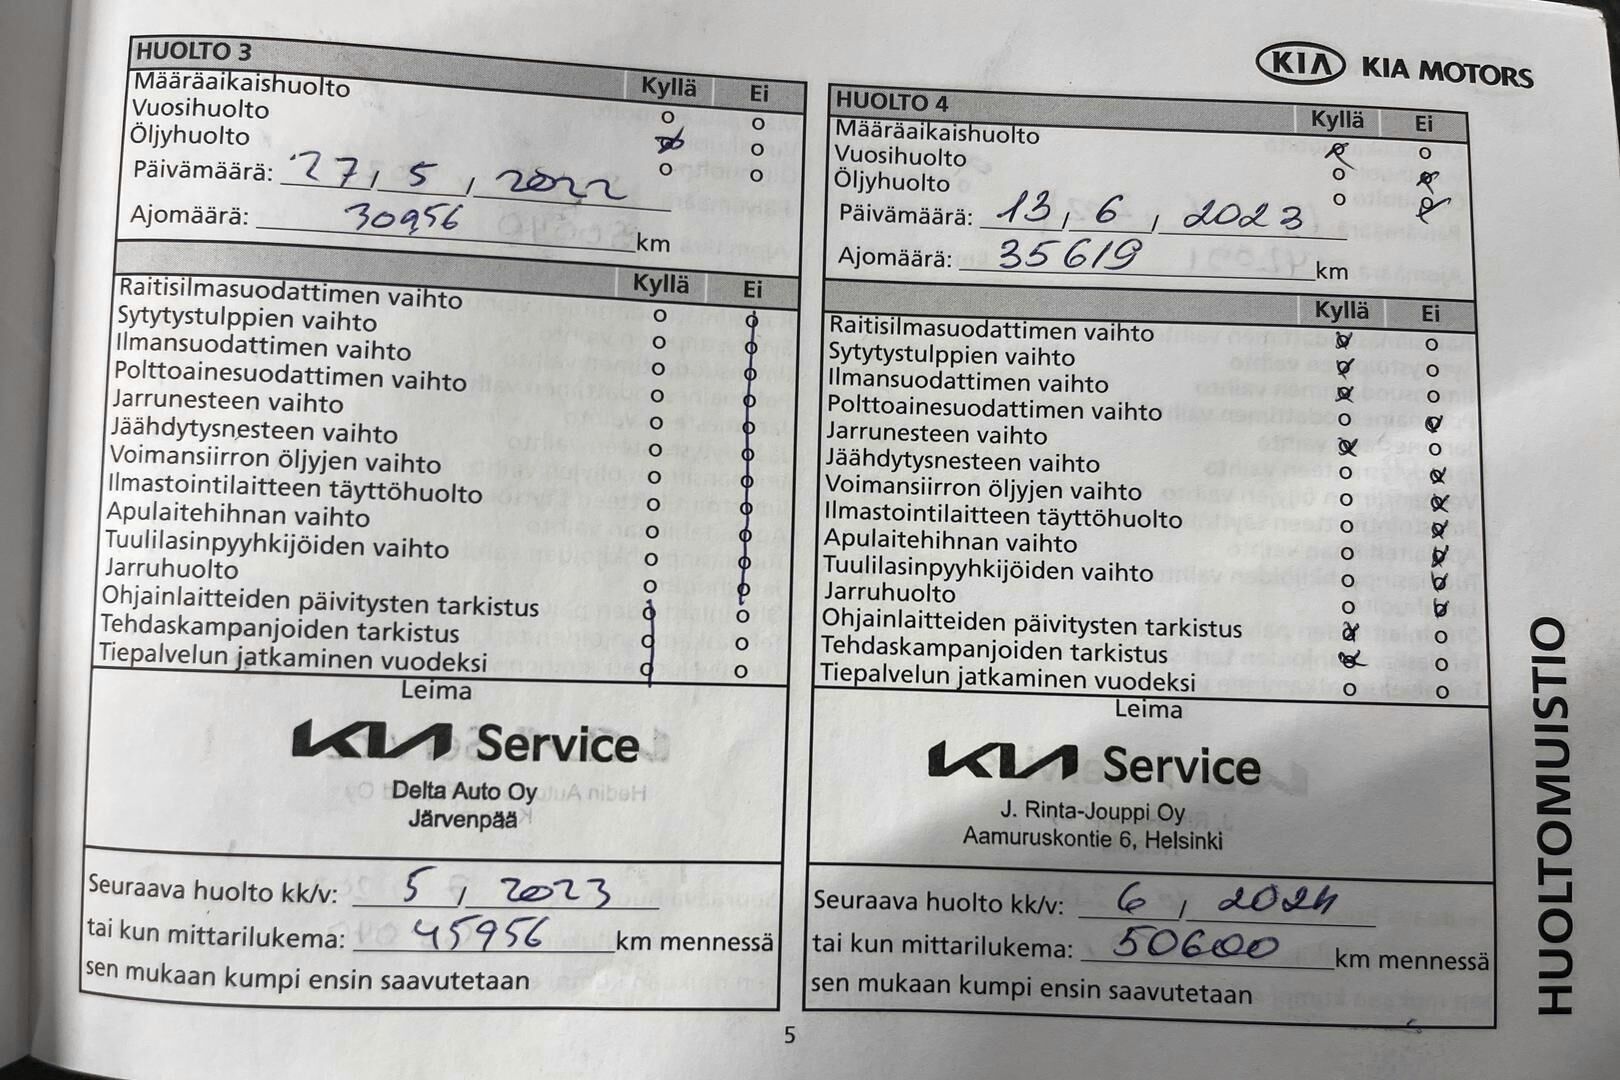 KIA KIA MOTORS
HUOLTO 3
Kyllä Ei
Määräaikaishuolto
Vuosihuolto
Öljyhuolto
Päivämäärä: 27, 5, 2022
Ajomäärä: 30956 km
Kyllä Ei
Raitisilmasuodattimen vaihto
Sytytystulppien vaihto
Ilmansuodattimen vaihto
Polttoainesuodattimen vaihto
Jarrunesteen vaihto
Jäähdytysnesteen vaihto
Voimansiirron öljyjen vaihto
Ilmastointilaitteen täyttöhuolto
Apulaitehihnan vaihto
Tuulilasinpyyhkijöiden vaihto
Jarruhuolto
Ohjainlaitteiden päivitysten tarkistus
Tehdaskampanjoiden tarkistus
Tiepalvelun jatkaminen vuodeksi
Leima
KIA Service
Delta Auto Oy
Järvenpää
Seuraava huolto kk/v: 5, 2023
tai kun mittarilukema: 45956 km mennessä
sen mukaan kumpi ensin saavutetaan
HUOLTO 4
Kyllä Ei
Määräaikaishuolto
Vuosihuolto
Öljyhuolto
Päivämäärä: 13, 6, 2023
Ajomäärä: 35619 km
Kyllä Ei
Raitisilmasuodattimen vaihto
Sytytystulppien vaihto
Ilmansuodattimen vaihto
Polttoainesuodattimen vaihto
Jarrunesteen vaihto
Jäähdytysnesteen vaihto
Voimansiirron öljyjen vaihto
Ilmastointilaitteen täyttöhuolto
Apulaitehihnan vaihto
Tuulilasinpyyhkijöiden vaihto
Jarruhuolto
Ohjainlaitteiden päivitysten tarkistus
Tehdaskampanjoiden tarkistus
Tiepalvelun jatkaminen vuodeksi
Leima
KIA Service
J. Rinta-Jouppi Oy
Aamuruskontie 6, Helsinki
Seuraava huolto kk/v: 6, 2024
tai kun mittarilukema: 50600 km mennessä
sen mukaan kumpi ensin saavutetaan
HUOLTOMUISTIO
5